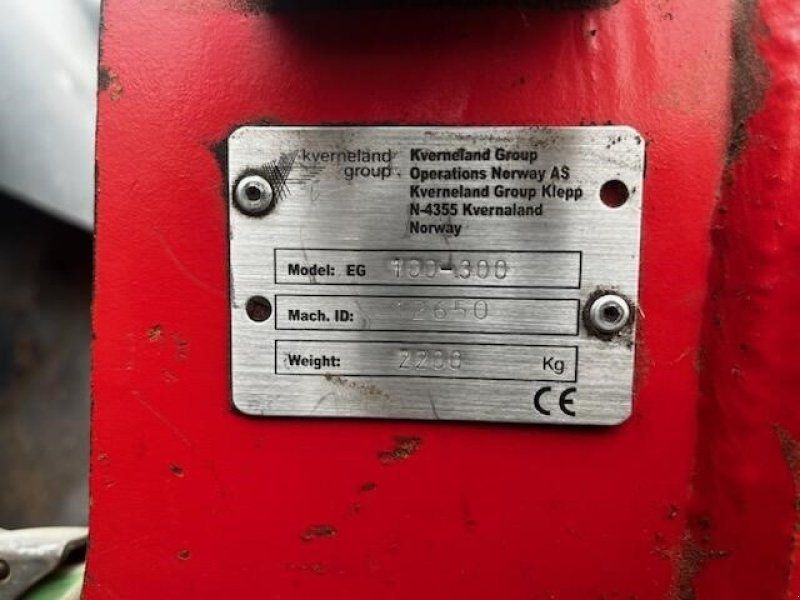 kverneland
group
Kverneland Group
Operations Norway AS
Kverneland Group Klepp
N-4355 Kvernaland
Norway
Model: EG 100-300
Mach. ID: 12650
Weight: 2200 Kg
CE